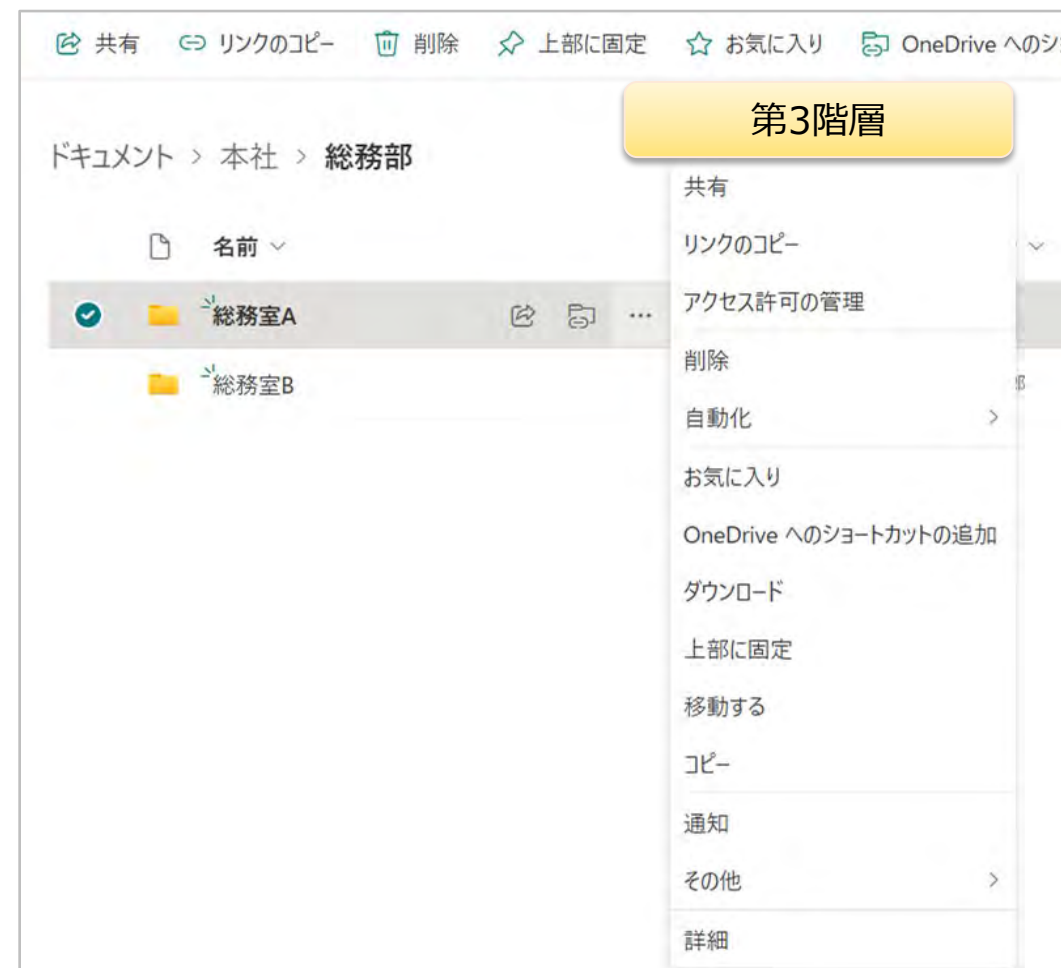 共有 リンクのコピー 削除 上部に固定 お気に入り OneDrive へのシ
第3階層
ドキュメント > 本社 > 総務部
名前
総務室A
総務室B
共有
リンクのコピー
アクセス許可の管理
削除
自動化
お気に入り
OneDrive へのショートカットの追加
ダウンロード
上部に固定
移動する
コピー
通知
その他
詳細